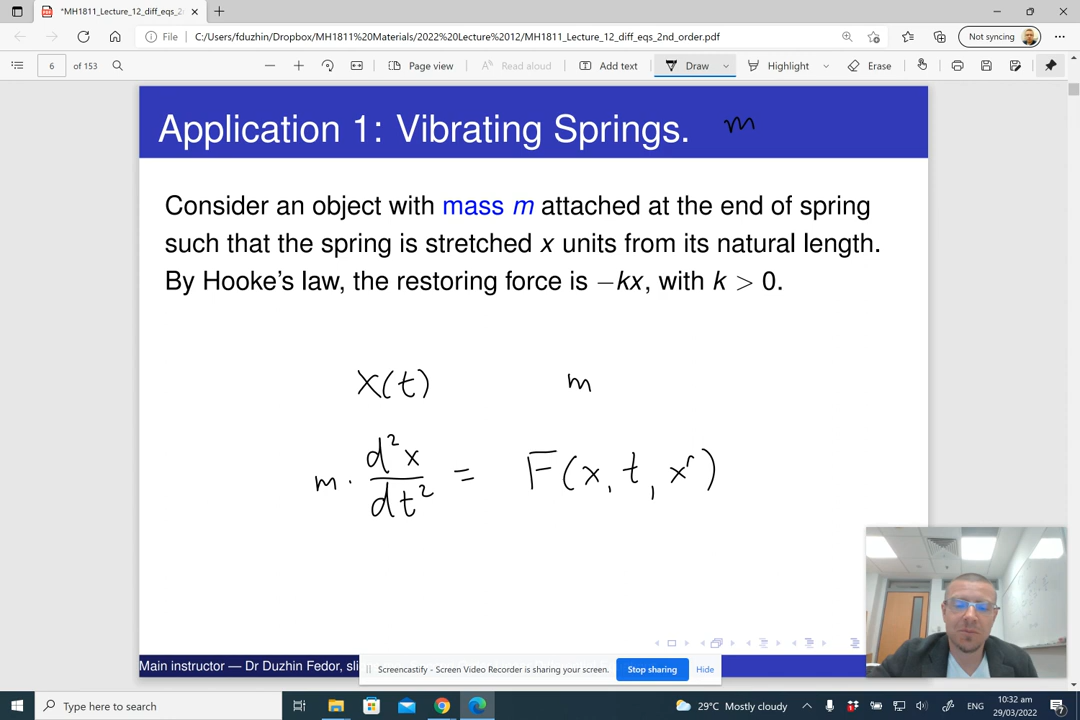 *MH1811_Lecture_12_diff_eqs_2n
File
C:/Users/fduzhin/Dropbox/MH1811%20Materials/2022%20Lecture%2012/MH1811_Lecture_12_diff_eqs_2nd_order.pdf
Not syncing
6 of 153
Page view
Read aloud
Add text
Draw
Highlight
Erase
Application 1: Vibrating Springs. m
Consider an object with mass m attached at the end of spring
such that the spring is stretched x units from its natural length.
By Hooke's law, the restoring force is −kx, with k > 0.
x(t) m
m · d²x/dt² = F(x, t, x')
Main instructor — Dr Duzhin Fedor, sli
Screencastify - Screen Video Recorder is sharing your screen.
Stop sharing
Hide
Type here to search
29°C Mostly cloudy
ENG
10:32 am
29/03/2022
7